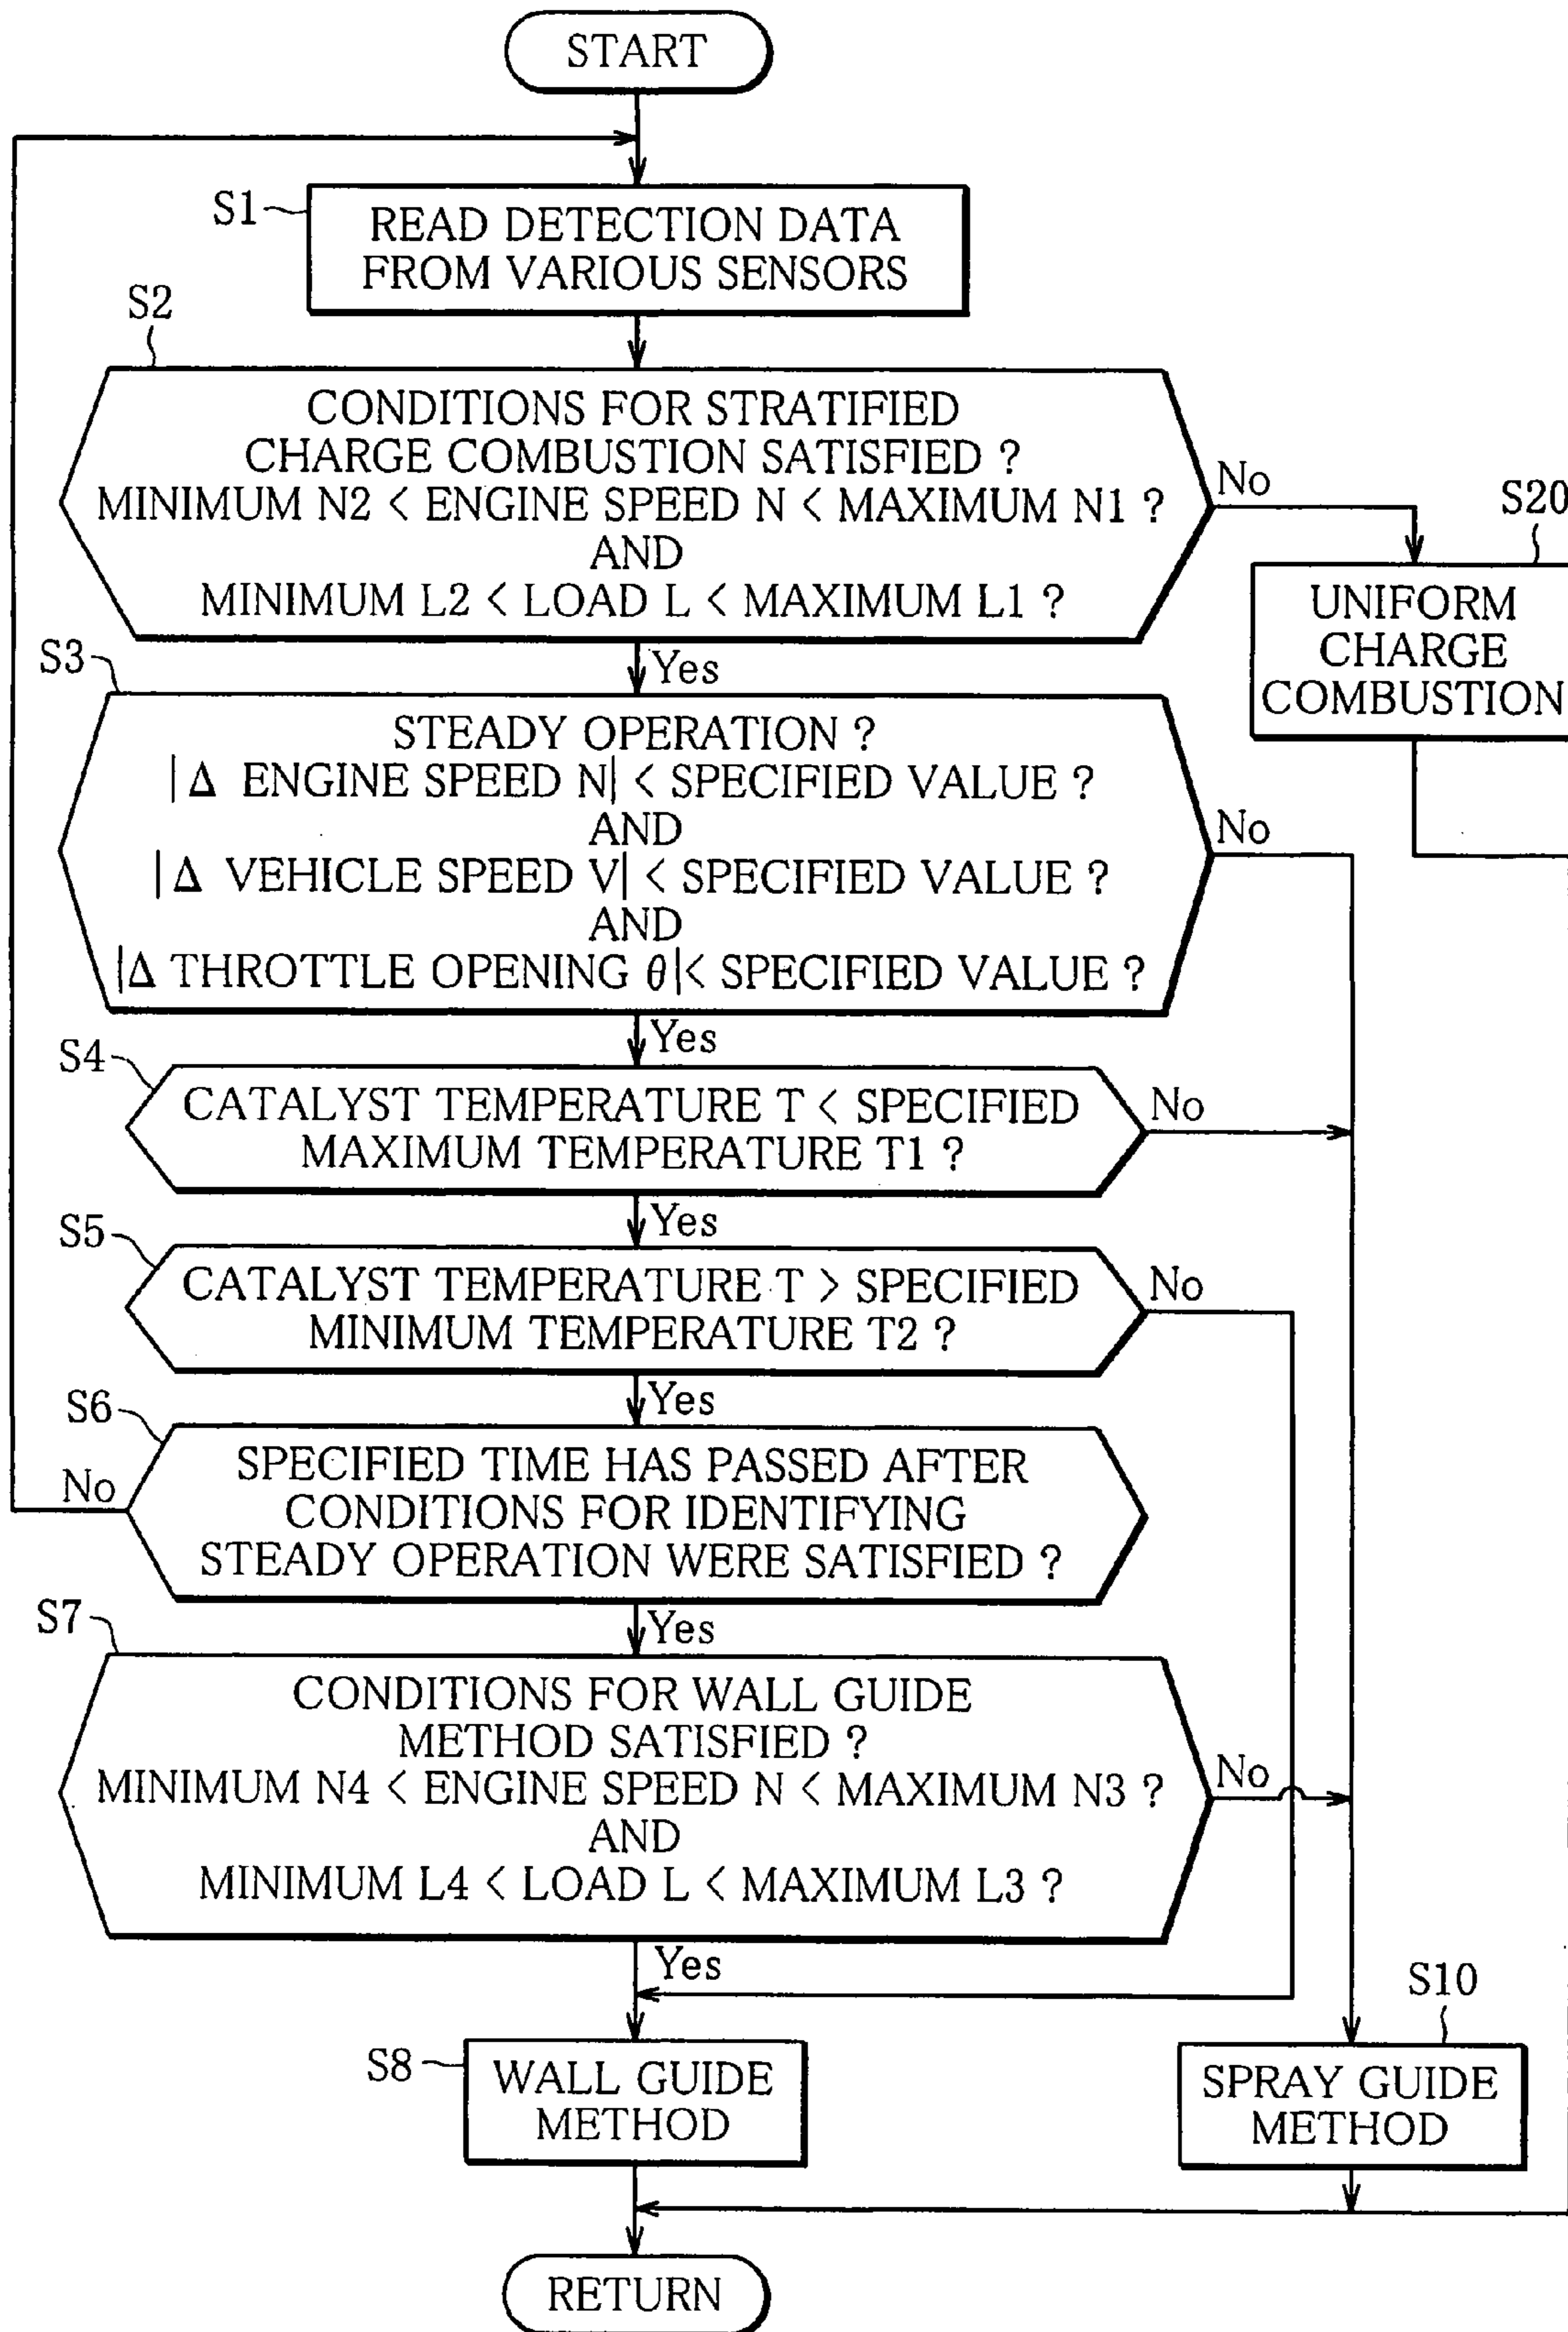 START
S1
READ DETECTION DATA
FROM VARIOUS SENSORS
S2
CONDITIONS FOR STRATIFIED
CHARGE COMBUSTION SATISFIED ?
MINIMUM N2 < ENGINE SPEED N < MAXIMUM N1 ?
AND
MINIMUM L2 < LOAD L < MAXIMUM L1 ?
No
S20
UNIFORM
CHARGE
COMBUSTION
Yes
S3
STEADY OPERATION ?
|Δ ENGINE SPEED N| < SPECIFIED VALUE ?
AND
|Δ VEHICLE SPEED V| < SPECIFIED VALUE ?
AND
|Δ THROTTLE OPENING θ|< SPECIFIED VALUE ?
No
Yes
S4
CATALYST TEMPERATURE T < SPECIFIED
MAXIMUM TEMPERATURE T1 ?
No
Yes
S5
CATALYST TEMPERATURE T > SPECIFIED
MINIMUM TEMPERATURE T2 ?
No
Yes
S6
SPECIFIED TIME HAS PASSED AFTER
CONDITIONS FOR IDENTIFYING
STEADY OPERATION WERE SATISFIED ?
No
Yes
S7
CONDITIONS FOR WALL GUIDE
METHOD SATISFIED ?
MINIMUM N4 < ENGINE SPEED N < MAXIMUM N3 ?
AND
MINIMUM L4 < LOAD L < MAXIMUM L3 ?
No
Yes
S8
WALL GUIDE
METHOD
S10
SPRAY GUIDE
METHOD
RETURN